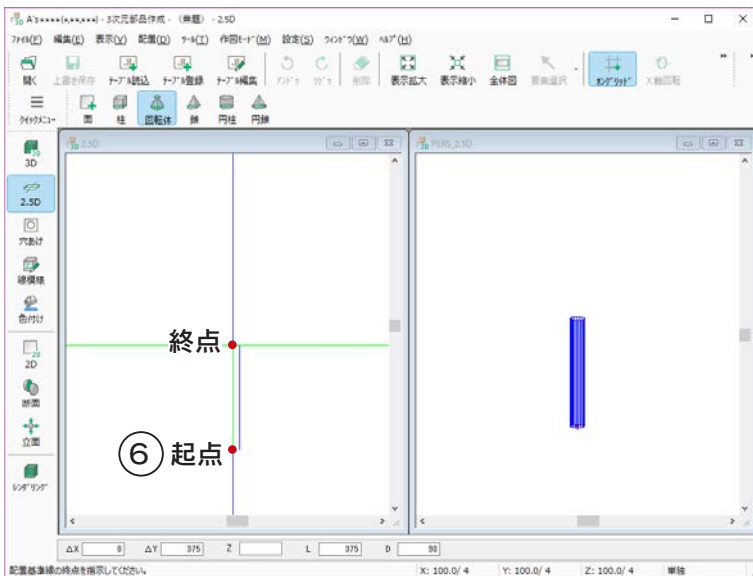 A's****(*,**,***) - 3次元部品作成 - (無題) - 2.5D
ﾌｧｲﾙ(F) 編集(E) 表示(V) 配置(D) ﾂｰﾙ(T) 作図ﾓｰﾄﾞ(M) 設定(S) ｳｨﾝﾄﾞｳ(W) ﾍﾙﾌﾟ(H)
開く 上書き保存 ﾃｰﾌﾞﾙ読込 ﾃｰﾌﾞﾙ登録 ﾃｰﾌﾞﾙ編集 ｱﾝﾄﾞｩ ﾘﾄﾞｩ 削除 表示拡大 表示縮小 全体図 要素選択 ｵﾝｸﾞﾘｯﾄﾞ X軸回転
ｸｲｯｸﾒﾆｭｰ 面 柱 回転体 錐 円柱 円錐
2.5D
PERS_2.5D
3D
2.5D
穴あけ
線模様
色付け
2D
断面
立面
ﾚﾝﾀﾞﾘﾝｸﾞ
終点
⑥ 起点
ΔX 0 ΔY 375 Z L 375 D 90
配置基準線の終点を指示してください。 X: 100.0/ 4 Y: 100.0/ 4 Z: 100.0/ 4 単独